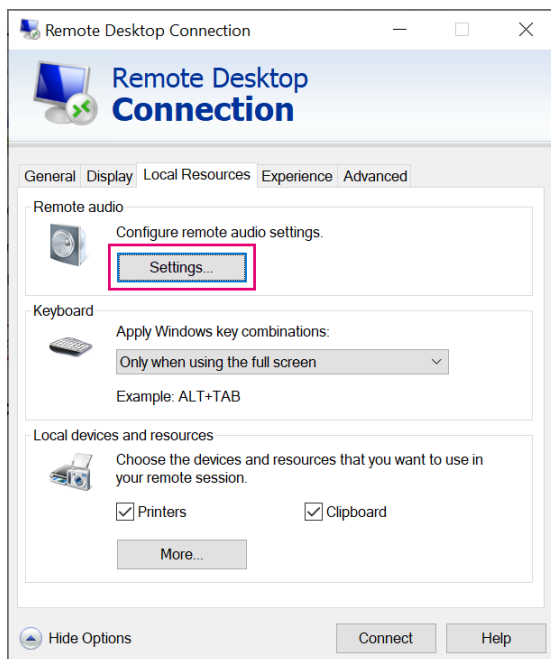 Remote Desktop Connection
Remote Desktop
Connection
General Display Local Resources Experience Advanced
Remote audio
Configure remote audio settings.
Settings...
Keyboard
Apply Windows key combinations:
Only when using the full screen
Example: ALT+TAB
Local devices and resources
Choose the devices and resources that you want to use in
your remote session.
Printers Clipboard
More...
Hide Options Connect Help